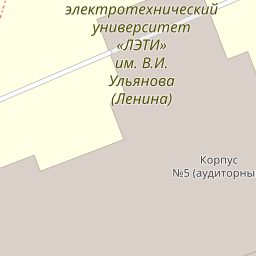 электротехнический
университет
«ЛЭТИ»
им. В.И.
Ульянова
(Ленина)
Корпус
№5 (аудиторны